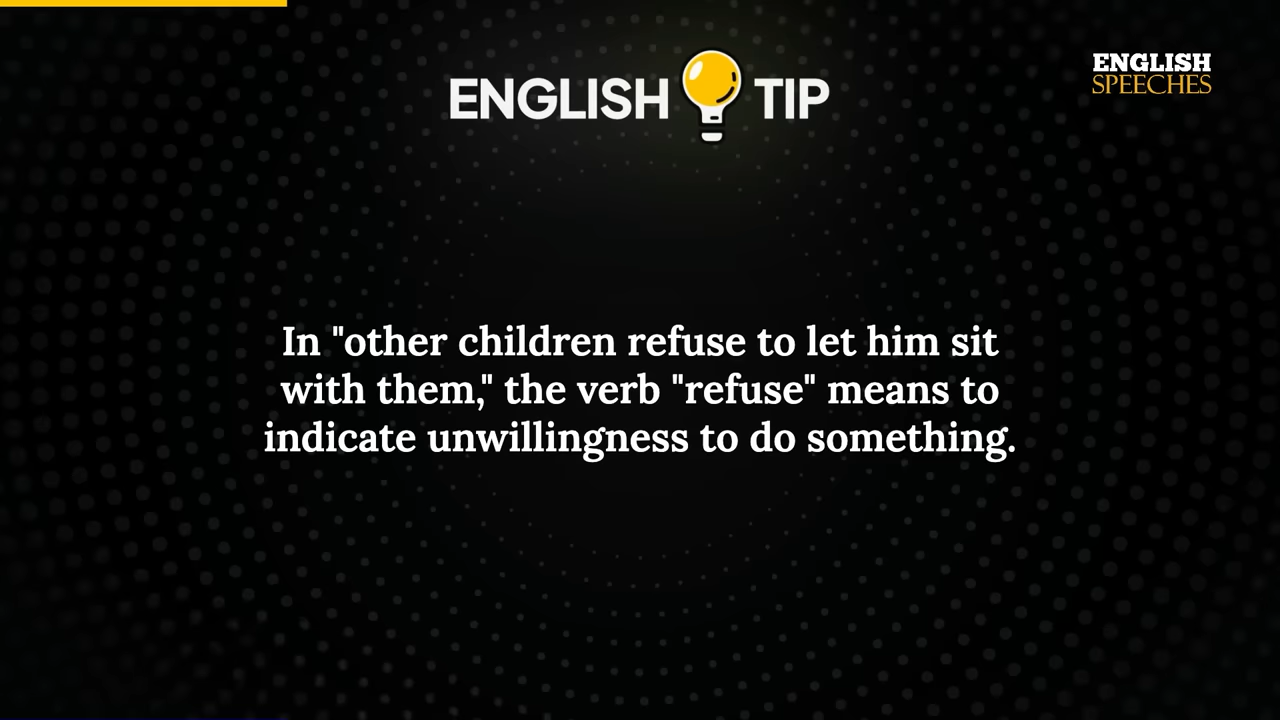 ENGLISH TIP
ENGLISH
SPEECHES
In "other children refuse to let him sit
with them," the verb "refuse" means to
indicate unwillingness to do something.